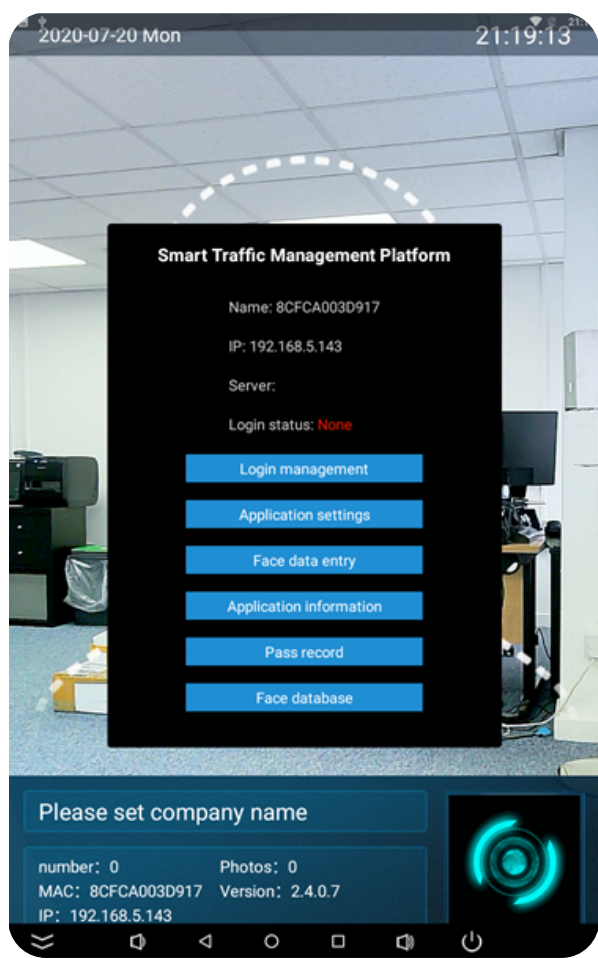 2020-07-20 Mon
21:19:13
Smart Traffic Management Platform
Name: 8CFCA003D917
IP: 192.168.5.143
Server:
Login status: None
Login management
Application settings
Face data entry
Application information
Pass record
Face database
Please set company name
number: 0 Photos: 0
MAC: 8CFCA003D917 Version: 2.4.0.7
IP: 192.168.5.143